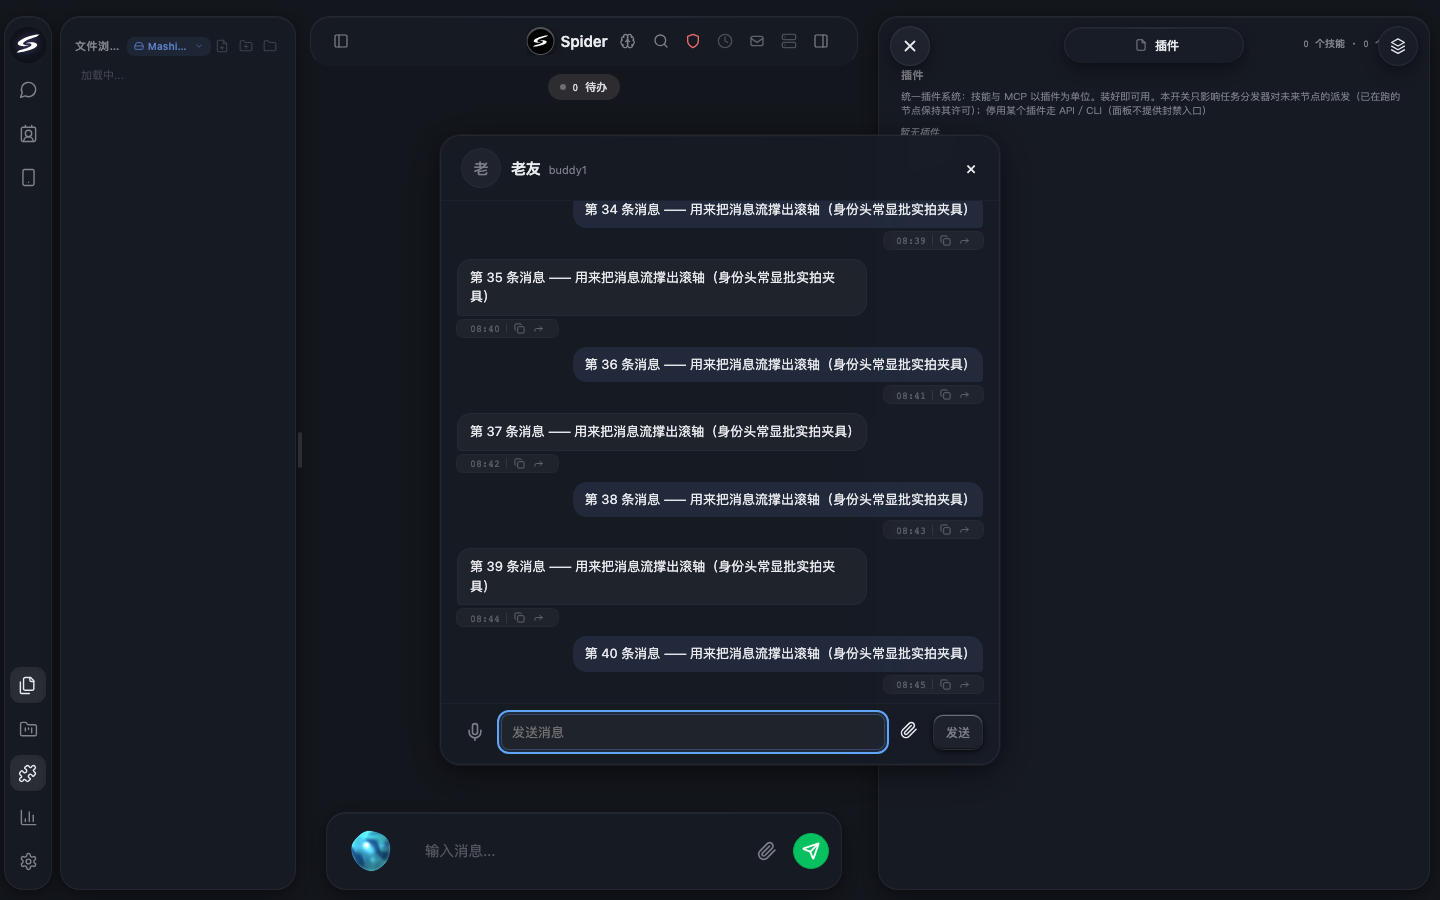 文件浏...
Mashi...
加载中...
Spider
0 待办
插件
0 个技能 · 0
插件
统一插件系统：技能与 MCP 以插件为单位。装好即可用。本开关只影响任务分发器对未来节点的派发（已在跑的
节点保持其许可）；停用某个插件走 API / CLI（面板不提供封禁入口）
暂无插件
老
老友 buddy1
第 34 条消息 —— 用来把消息流撑出滚轴（身份头常显批实拍夹具）
08:39
第 35 条消息 —— 用来把消息流撑出滚轴（身份头常显批实拍夹
具）
08:40
第 36 条消息 —— 用来把消息流撑出滚轴（身份头常显批实拍夹具）
08:41
第 37 条消息 —— 用来把消息流撑出滚轴（身份头常显批实拍夹具）
08:42
第 38 条消息 —— 用来把消息流撑出滚轴（身份头常显批实拍夹具）
08:43
第 39 条消息 —— 用来把消息流撑出滚轴（身份头常显批实拍夹
具）
08:44
第 40 条消息 —— 用来把消息流撑出滚轴（身份头常显批实拍夹具）
08:45
发送消息
发送
输入消息...